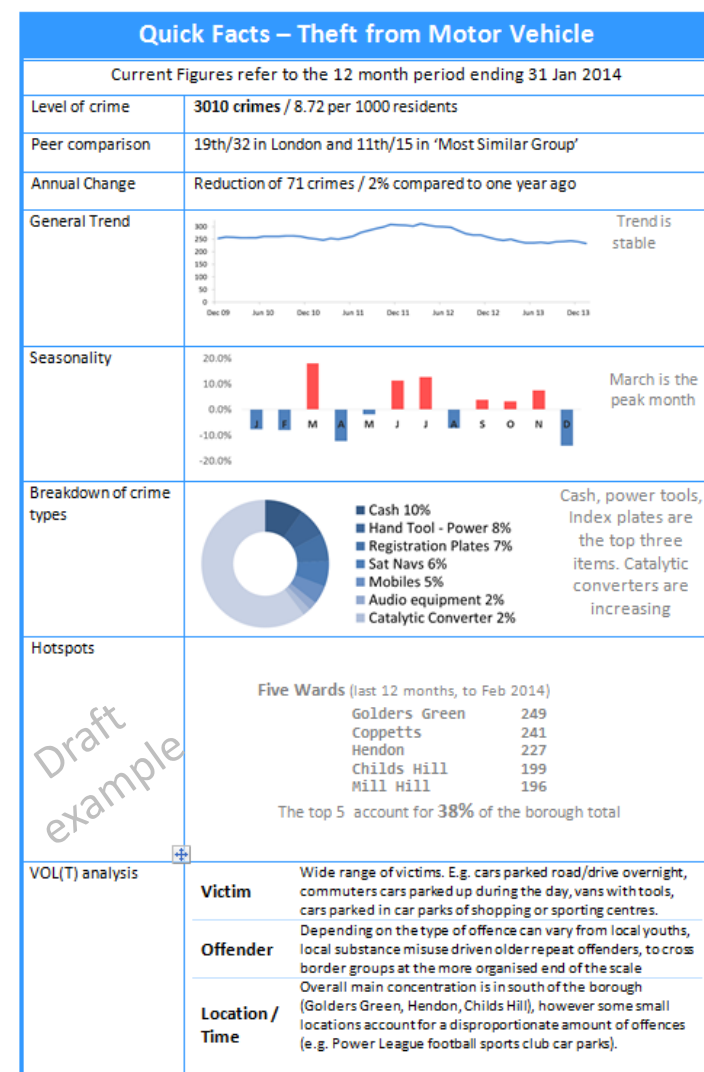 Quick Facts – Theft from Motor Vehicle
Current Figures refer to the 12 month period ending 31 Jan 2014
Level of crime
3010 crimes / 8.72 per 1000 residents
Peer comparison
19th/32 in London and 11th/15 in ‘Most Similar Group’
Annual Change
Reduction of 71 crimes / 2% compared to one year ago
General Trend
300
250
200
150
100
50
0
Dec 09 Jun 10 Dec 10 Jun 11 Dec 11 Jun 12 Dec 12 Jun 13 Dec 13
Trend is
stable
Seasonality
20.0%
10.0%
0.0%
-10.0%
-20.0%
J F M A M J J A S O N D
March is the
peak month
Breakdown of crime
types
Cash 10%
Hand Tool - Power 8%
Registration Plates 7%
Sat Navs 6%
Mobiles 5%
Audio equipment 2%
Catalytic Converter 2%
Cash, power tools,
Index plates are
the top three
items. Catalytic
converters are
increasing
Hotspots
Draft
example
Five Wards (last 12 months, to Feb 2014)
Golders Green 249
Coppetts 241
Hendon 227
Childs Hill 199
Mill Hill 196
The top 5 account for 38% of the borough total
VOL(T) analysis
Victim
Wide range of victims. E.g. cars parked road/drive overnight,
commuters cars parked up during the day, vans with tools,
cars parked in car parks of shopping or sporting centres.
Offender
Depending on the type of offence can vary from local youths,
local substance misuse driven older repeat offenders, to cross
border groups at the more organised end of the scale
Location /
Time
Overall main concentration is in south of the borough
(Golders Green, Hendon, Childs Hill), however some small
locations account for a disproportionate amount of offences
(e.g. Power League football sports club car parks).